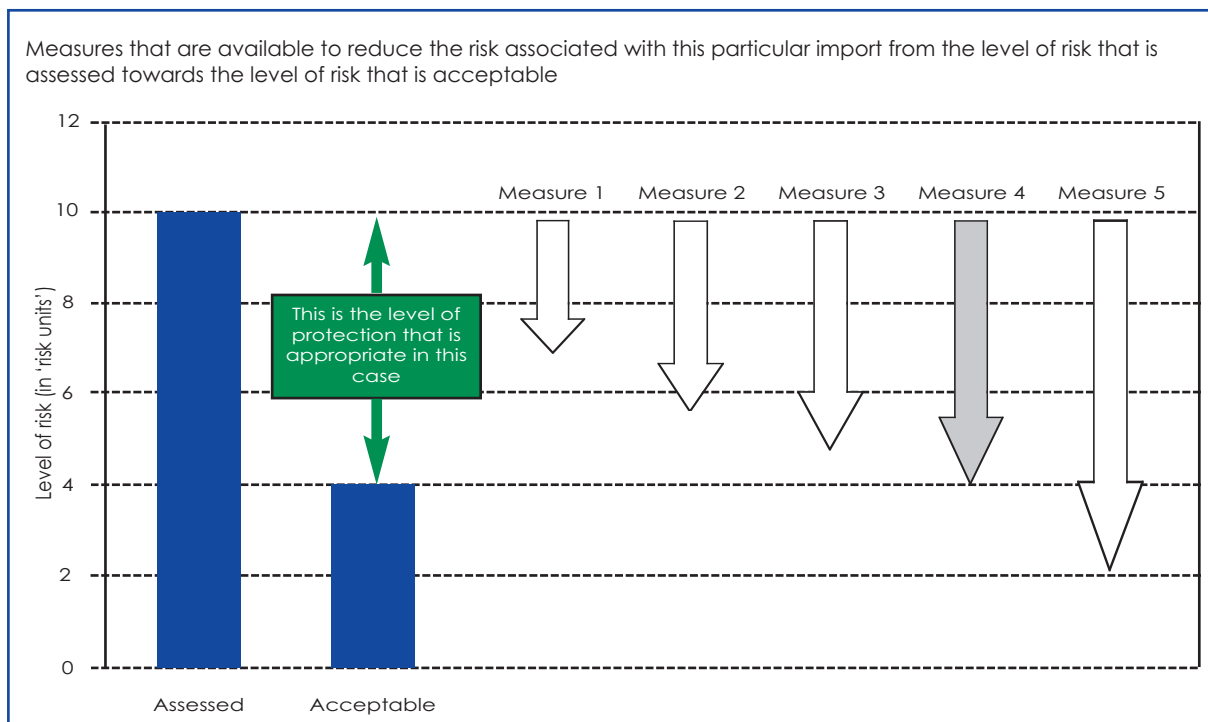 Measures that are available to reduce the risk associated with this particular import from the level of risk that is
assessed towards the level of risk that is acceptable
12
Measure 1 Measure 2 Measure 3 Measure 4 Measure 5
10
8
6
4
2
0
Level of risk (in ‘risk units’)
This is the level of
protection that is
appropriate in this
case
Assessed Acceptable